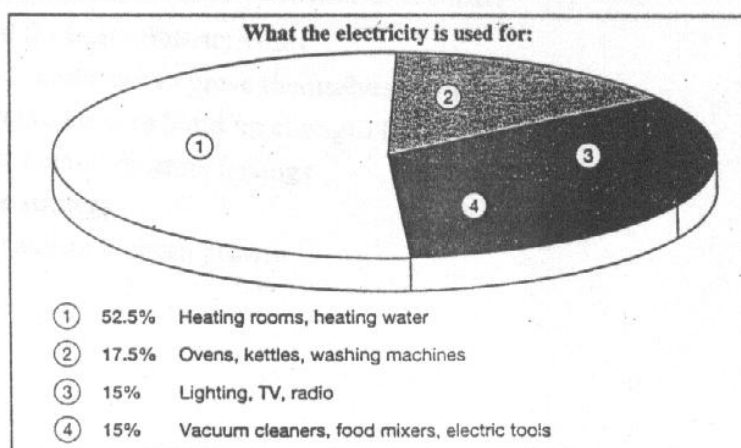 What the electricity is used for:
2
1
3
4
1 52.5% Heating rooms, heating water
2 17.5% Ovens, kettles, washing machines
3 15% Lighting, TV, radio
4 15% Vacuum cleaners, food mixers, electric tools